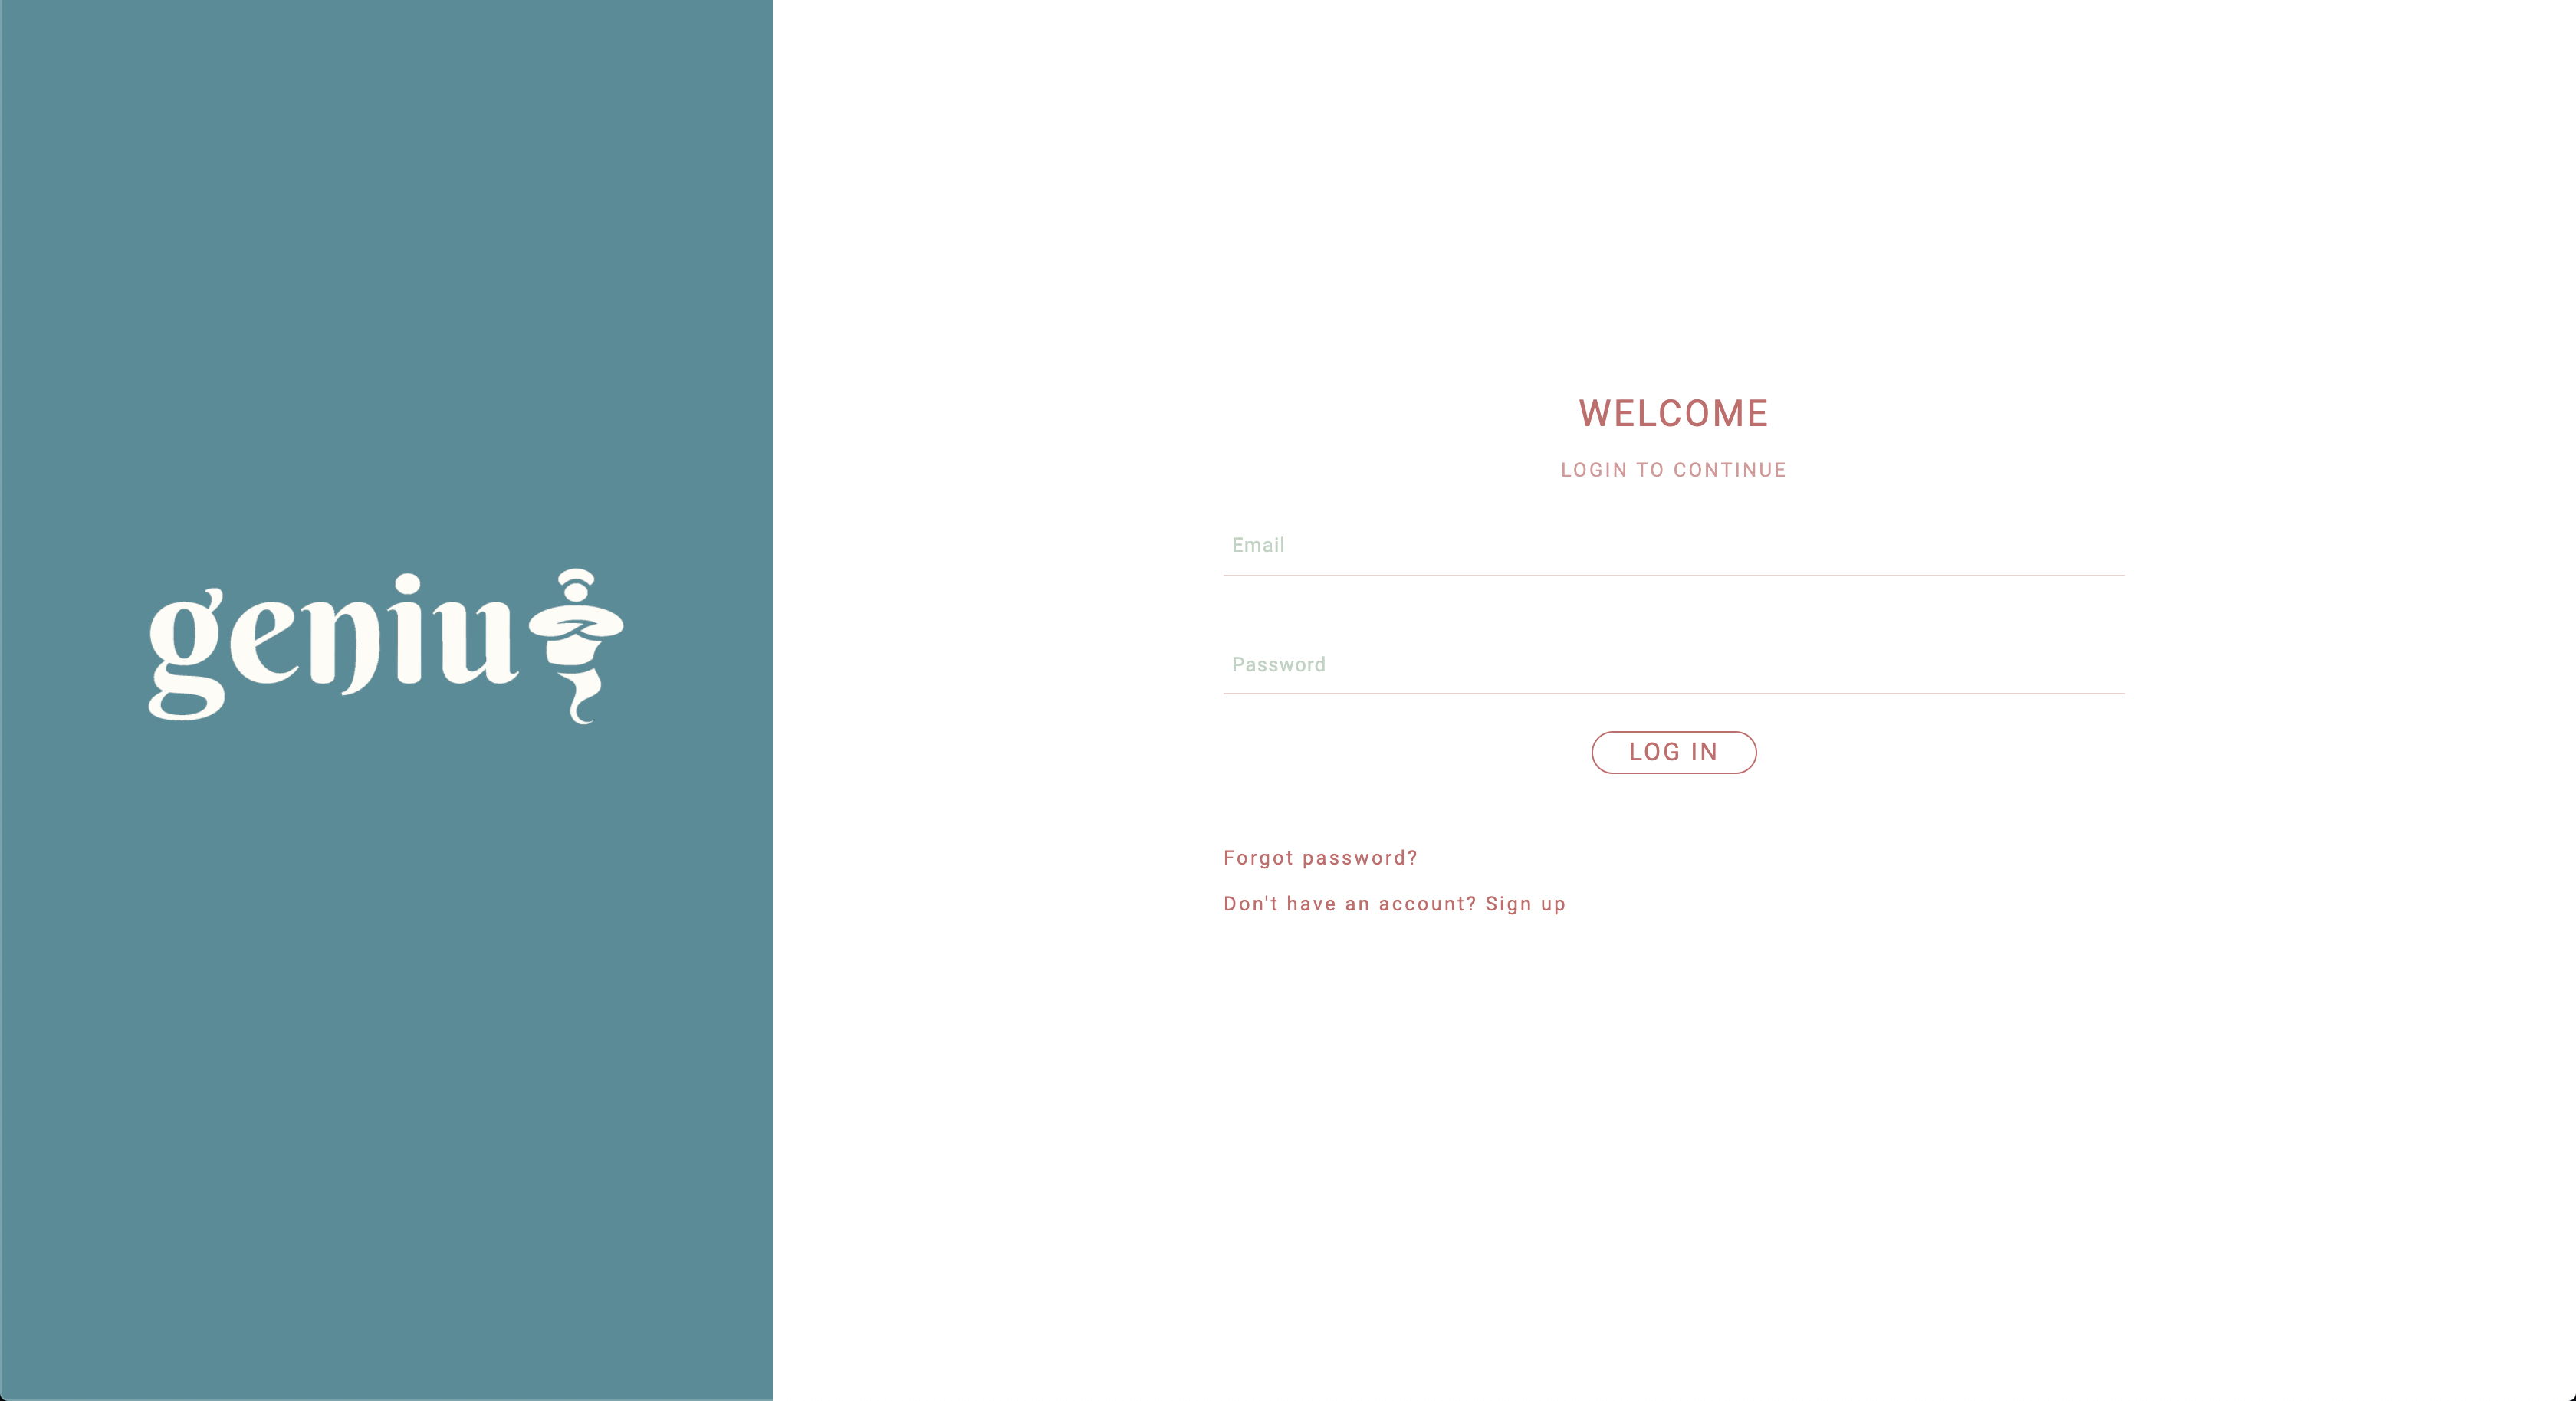 geniu
WELCOME
LOGIN TO CONTINUE
Email
Password
LOG IN
Forgot password?
Don't have an account? Sign up